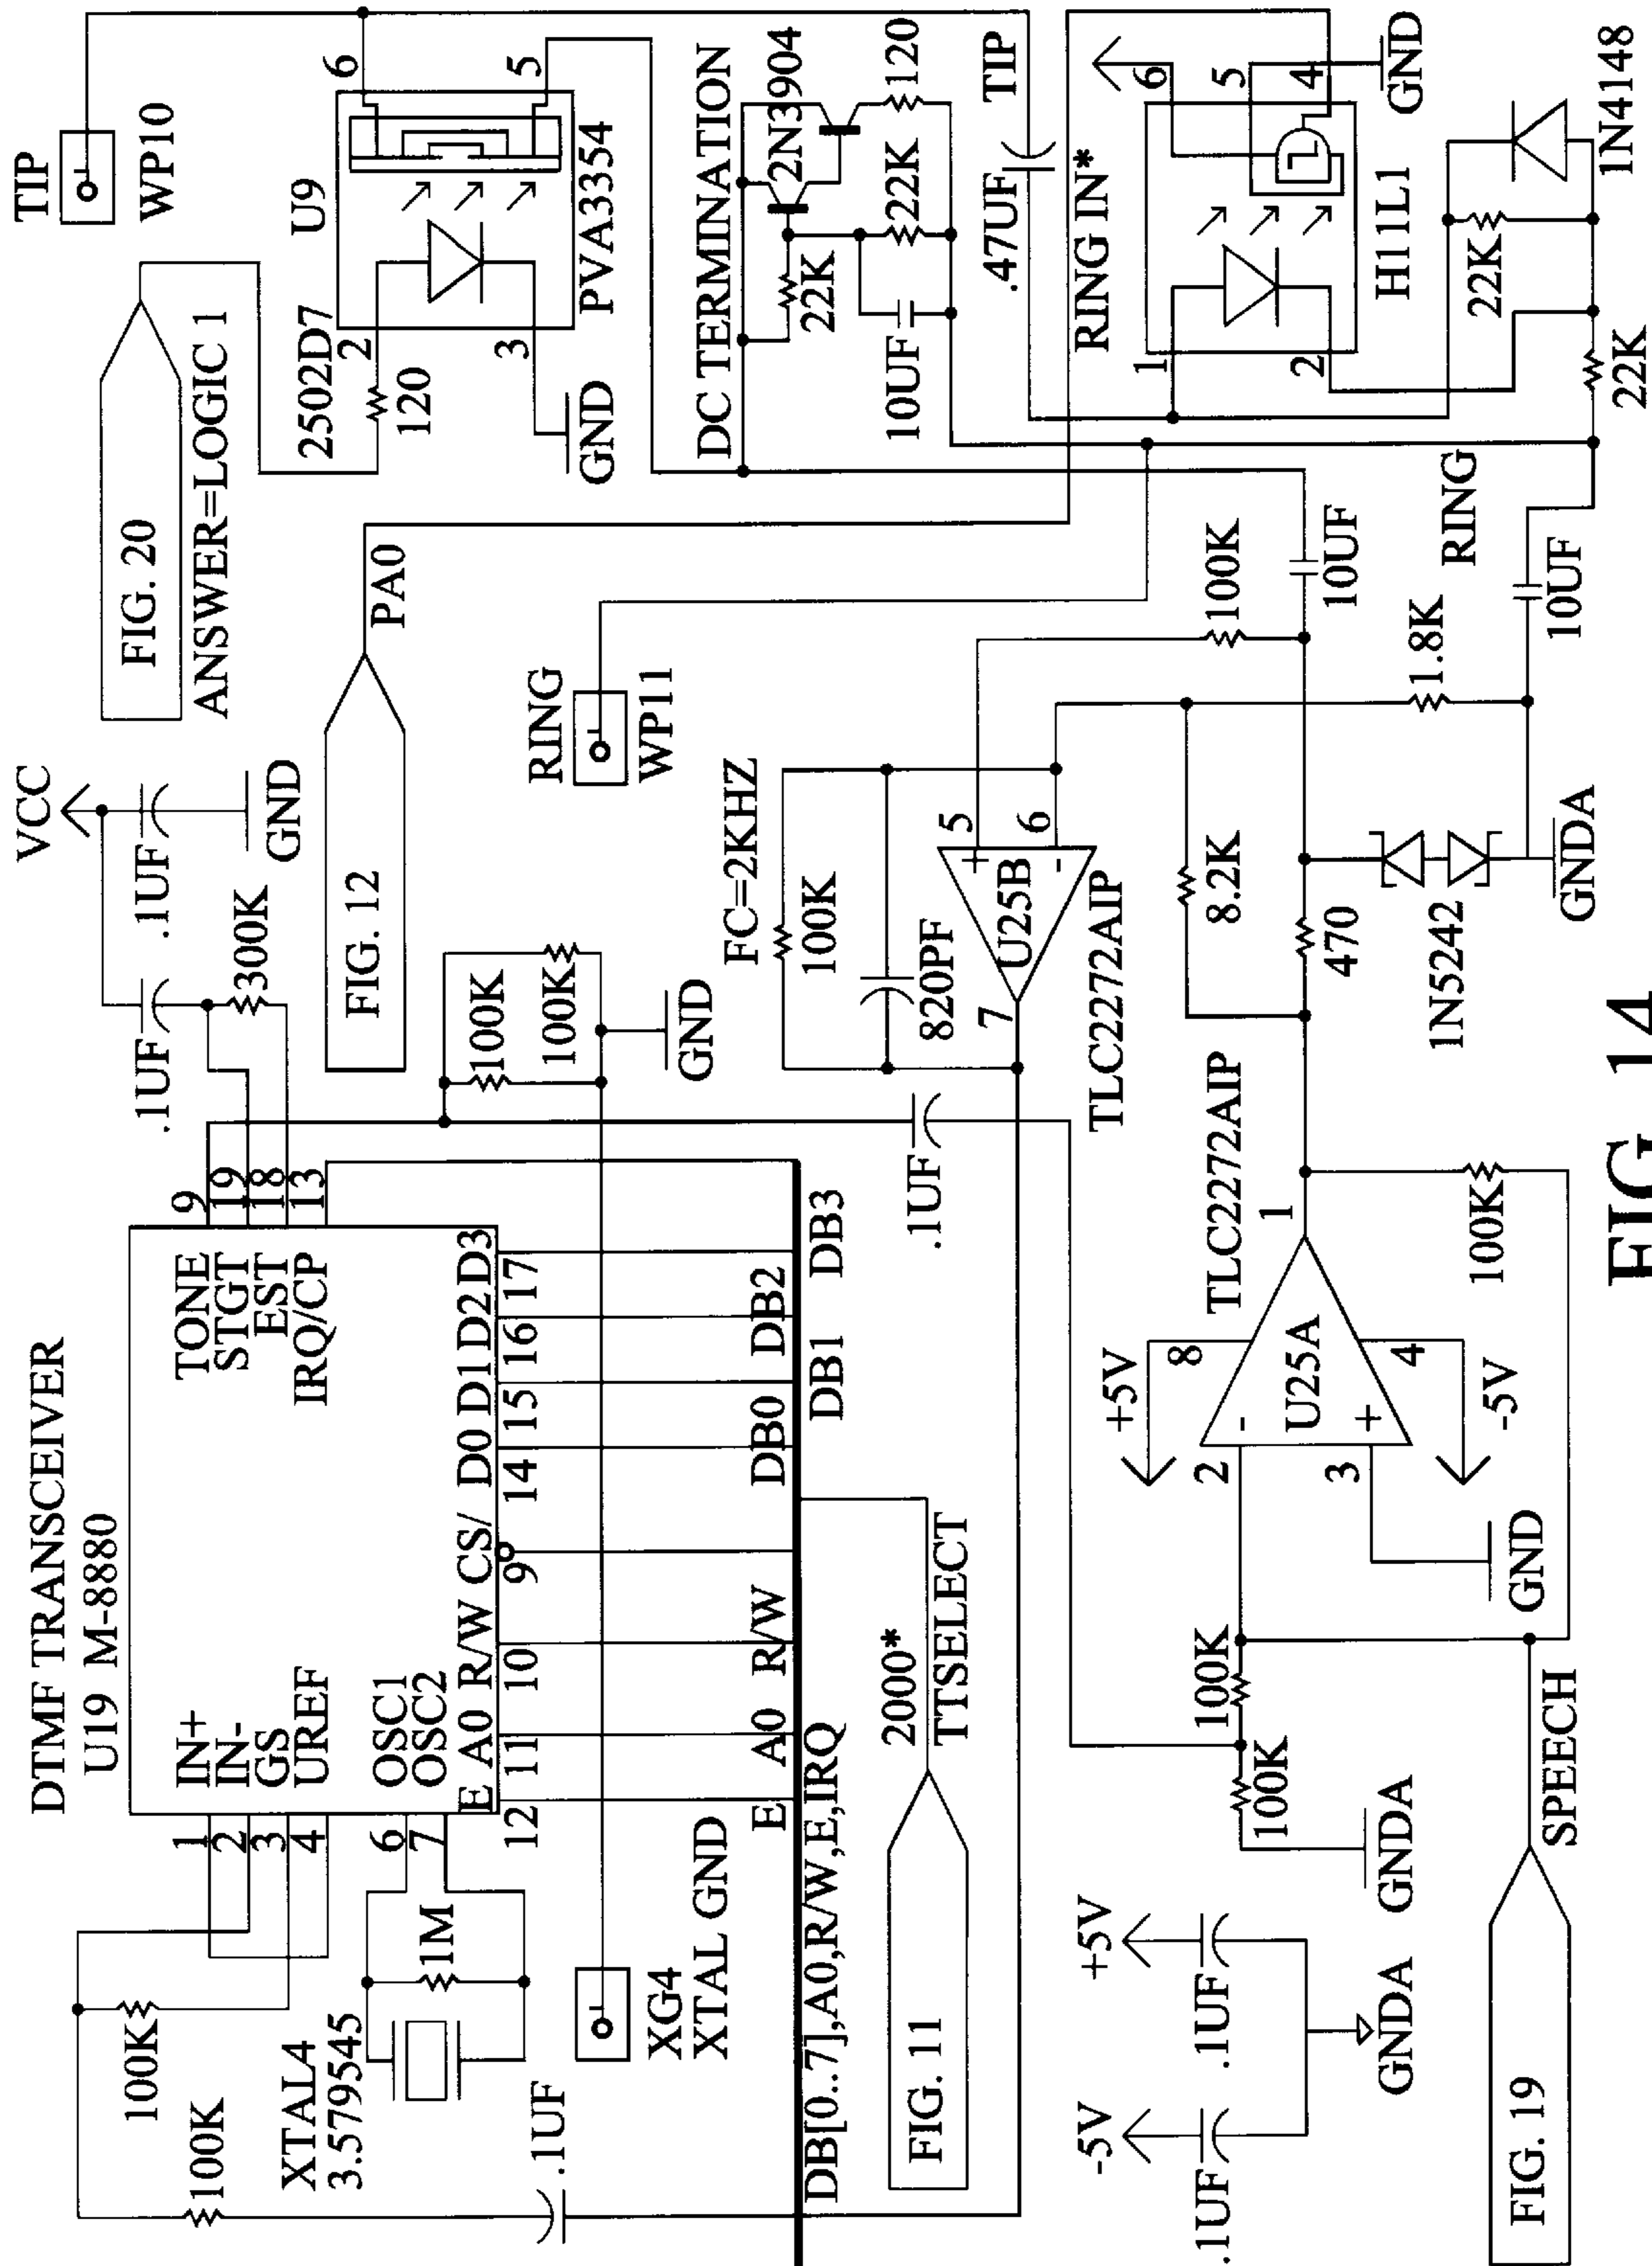 DTMF TRANSCEIVER
U19 M-8880
IN+
IN-
GS
UREF
OSC1
OSC2
E A0 R/W CS/ D0 D1 D2 D3
TONE
STGT
EST
IRQ/CP
1
2
3
4
6
7
9
19
18
13
12
11
10
9
14
15
16
17
100K
100K
XTAL4
3.579545
1M
.1UF
XG4
XTAL GND
E
A0
R/W
DB0
DB1
DB2
DB3
DB[0..7],A0,R/W,E,IRQ
FIG. 11
2000*
TTSELECT
VCC
.1UF
.1UF
300K
GND
100K
100K
GND
.1UF
FIG. 20
ANSWER=LOGIC 1
FIG. 12
PA0
TIP
WP10
U9
2502D7
120
2
3
6
5
GND
PVA3354
RING
WP11
DC TERMINATION
2N3904
22K
22K
120
10UF
TIP
.47UF
RING IN*
1
2
6
5
4
GND
H11L1
22K
1N4148
22K
RING
10UF
10UF
FC=2KHZ
100K
820PF
5
+
6
-
7
U25B
TLC2272AIP
100K
1.8K
8.2K
470
1N5242
GNDA
TLC2272AIP
+5V
8
1
2
-
U25A
3
+
4
-5V
GND
100K
100K
100K
GNDA
-5V
+5V
.1UF
.1UF
GNDA
FIG. 19
SPEECH
FIG. 14